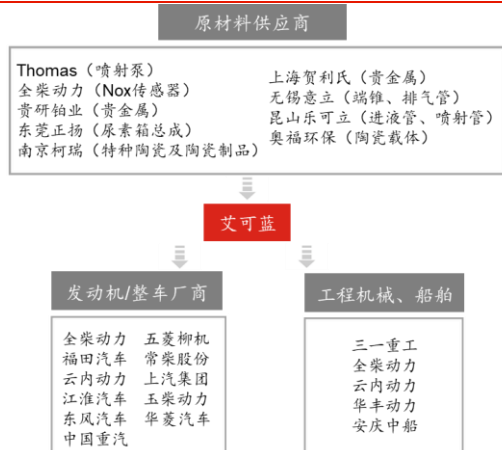 原材料供应商
Thomas（喷射泵）
全柴动力（Nox传感器）
贵研铂业（贵金属）
东莞正扬（尿素箱总成）
南京柯瑞（特种陶瓷及陶瓷制品）
上海贺利氏（贵金属）
无锡意立（端锥、排气管）
昆山乐可立（进液管、喷射管）
奥福环保（陶瓷载体）
艾可蓝
发动机/整车厂商
全柴动力 五菱柳机
福田汽车 常柴股份
云内动力 上汽集团
江淮汽车 玉柴动力
东风汽车 华菱汽车
中国重汽
工程机械、船舶
三一重工
全柴动力
云内动力
华丰动力
安庆中船